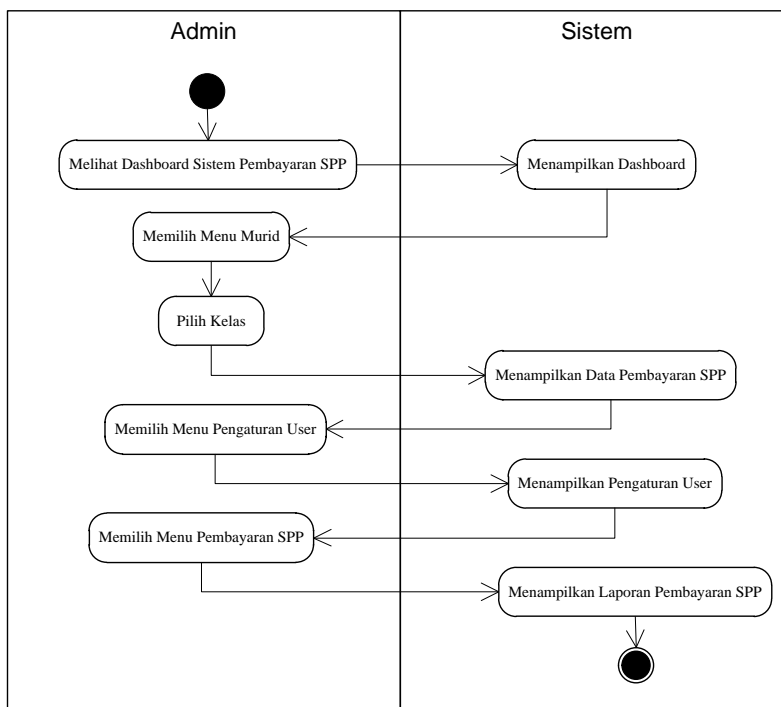 Admin
Sistem
Melihat Dashboard Sistem Pembayaran SPP
Menampilkan Dashboard
Memilih Menu Murid
Pilih Kelas
Menampilkan Data Pembayaran SPP
Memilih Menu Pengaturan User
Menampilkan Pengaturan User
Memilih Menu Pembayaran SPP
Menampilkan Laporan Pembayaran SPP